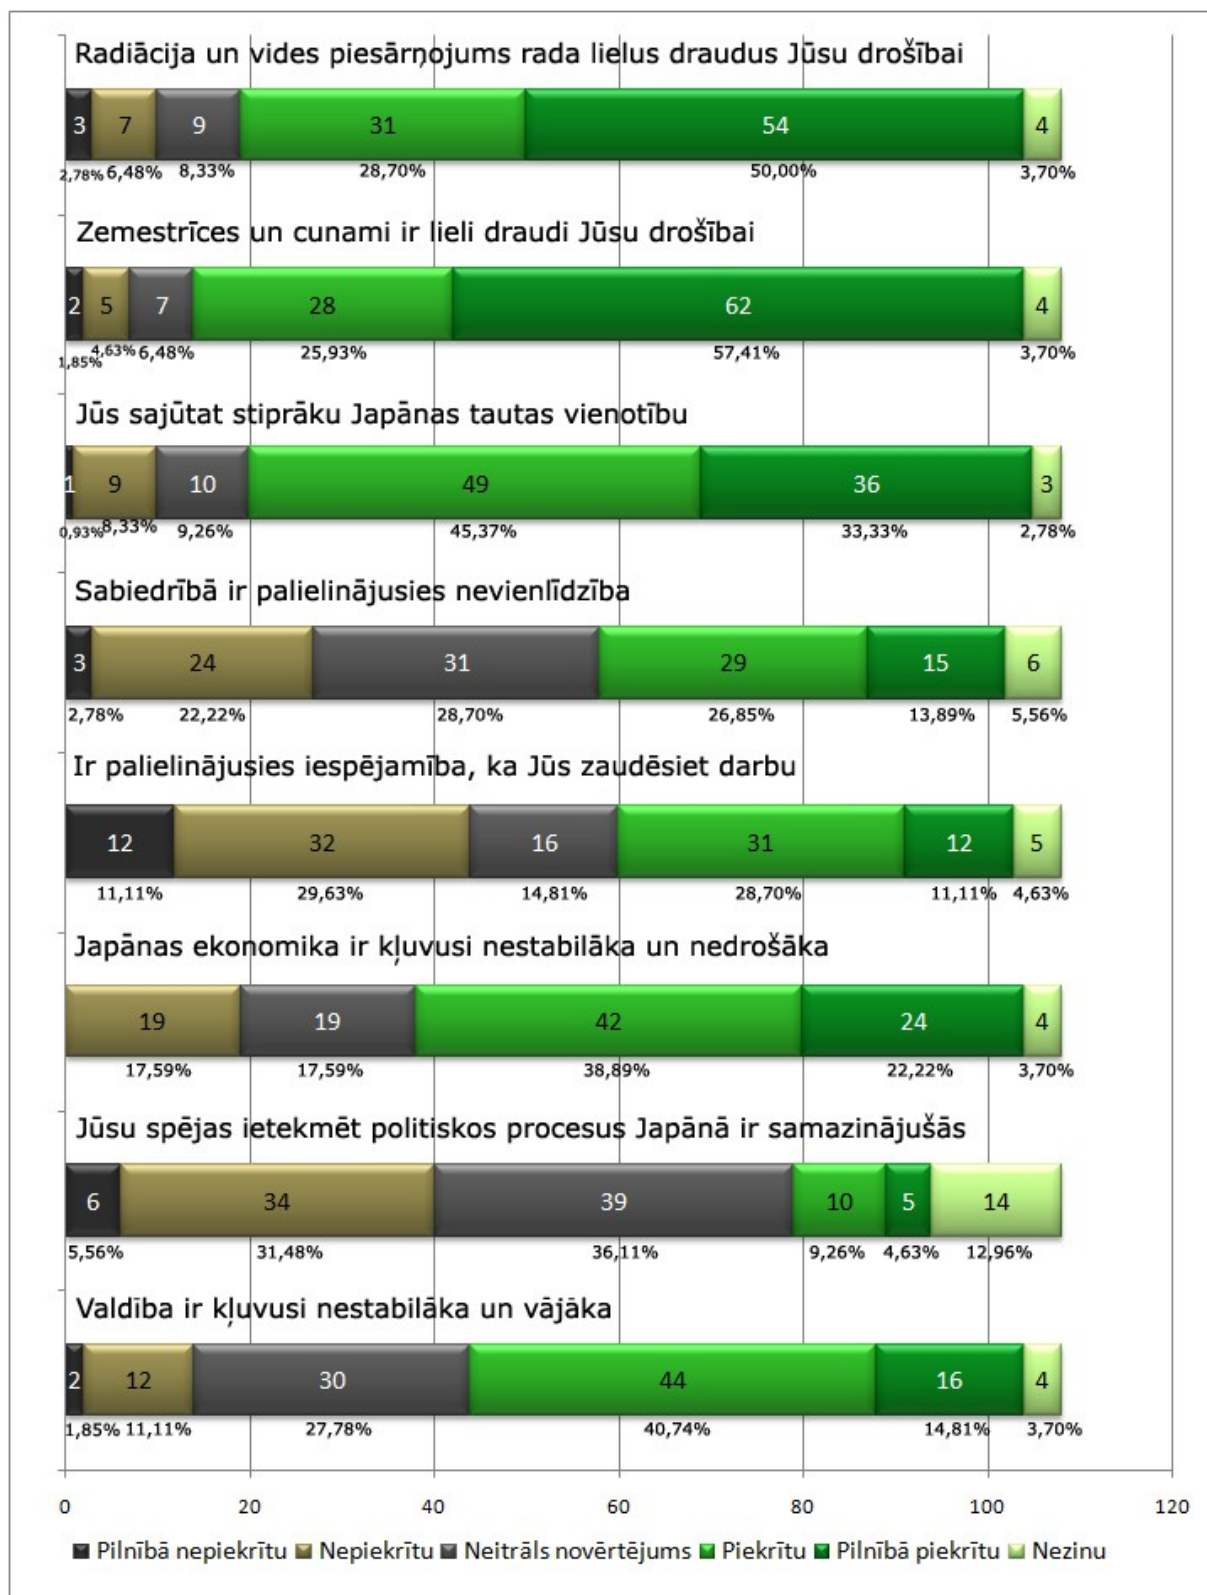 Radiācija un vides piesārņojums rada lielus draudus Jūsu drošībai
3 7 9 31 54 4
2,78% 6,48% 8,33% 28,70% 50,00% 3,70%
Zemestrīces un cunami ir lieli draudi Jūsu drošībai
2 5 7 28 62 4
1,85% 4,63% 6,48% 25,93% 57,41% 3,70%
Jūs sajūtat stiprāku Japānas tautas vienotību
1 9 10 49 36 3
0,93% 8,33% 9,26% 45,37% 33,33% 2,78%
Sabiedrībā ir palielinājusies nevienlīdzība
3 24 31 29 15 6
2,78% 22,22% 28,70% 26,85% 13,89% 5,56%
Ir palielinājusies iespējamība, ka Jūs zaudēsiet darbu
12 32 16 31 12 5
11,11% 29,63% 14,81% 28,70% 11,11% 4,63%
Japānas ekonomika ir kļuvusi nestabilāka un nedrošāka
19 19 42 24 4
17,59% 17,59% 38,89% 22,22% 3,70%
Jūsu spējas ietekmēt politiskos procesus Japānā ir samazinājušās
6 34 39 10 5 14
5,56% 31,48% 36,11% 9,26% 4,63% 12,96%
Valdība ir kļuvusi nestabilāka un vājāka
2 12 30 44 16 4
1,85% 11,11% 27,78% 40,74% 14,81% 3,70%
0 20 40 60 80 100 120
Pilnībā nepiekrītu Nepiekrītu Neitrāls novērtējums Piekrītu Pilnībā piekrītu Nezinu